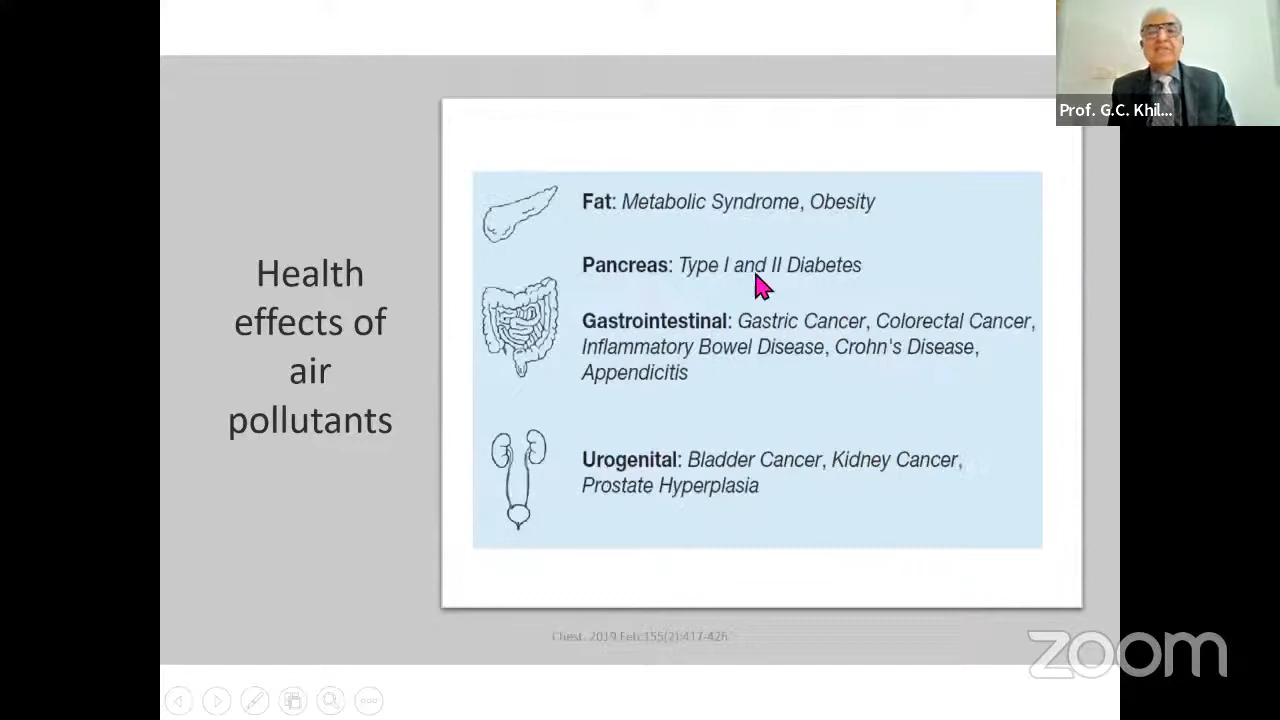 Prof. G.C. Khil...
Health
effects of
air
pollutants
Fat: Metabolic Syndrome, Obesity
Pancreas: Type I and II Diabetes
Gastrointestinal: Gastric Cancer, Colorectal Cancer,
Inflammatory Bowel Disease, Crohn's Disease,
Appendicitis
Urogenital: Bladder Cancer, Kidney Cancer,
Prostate Hyperplasia
Chest. 2019 Feb;155(2):417-426
zoom